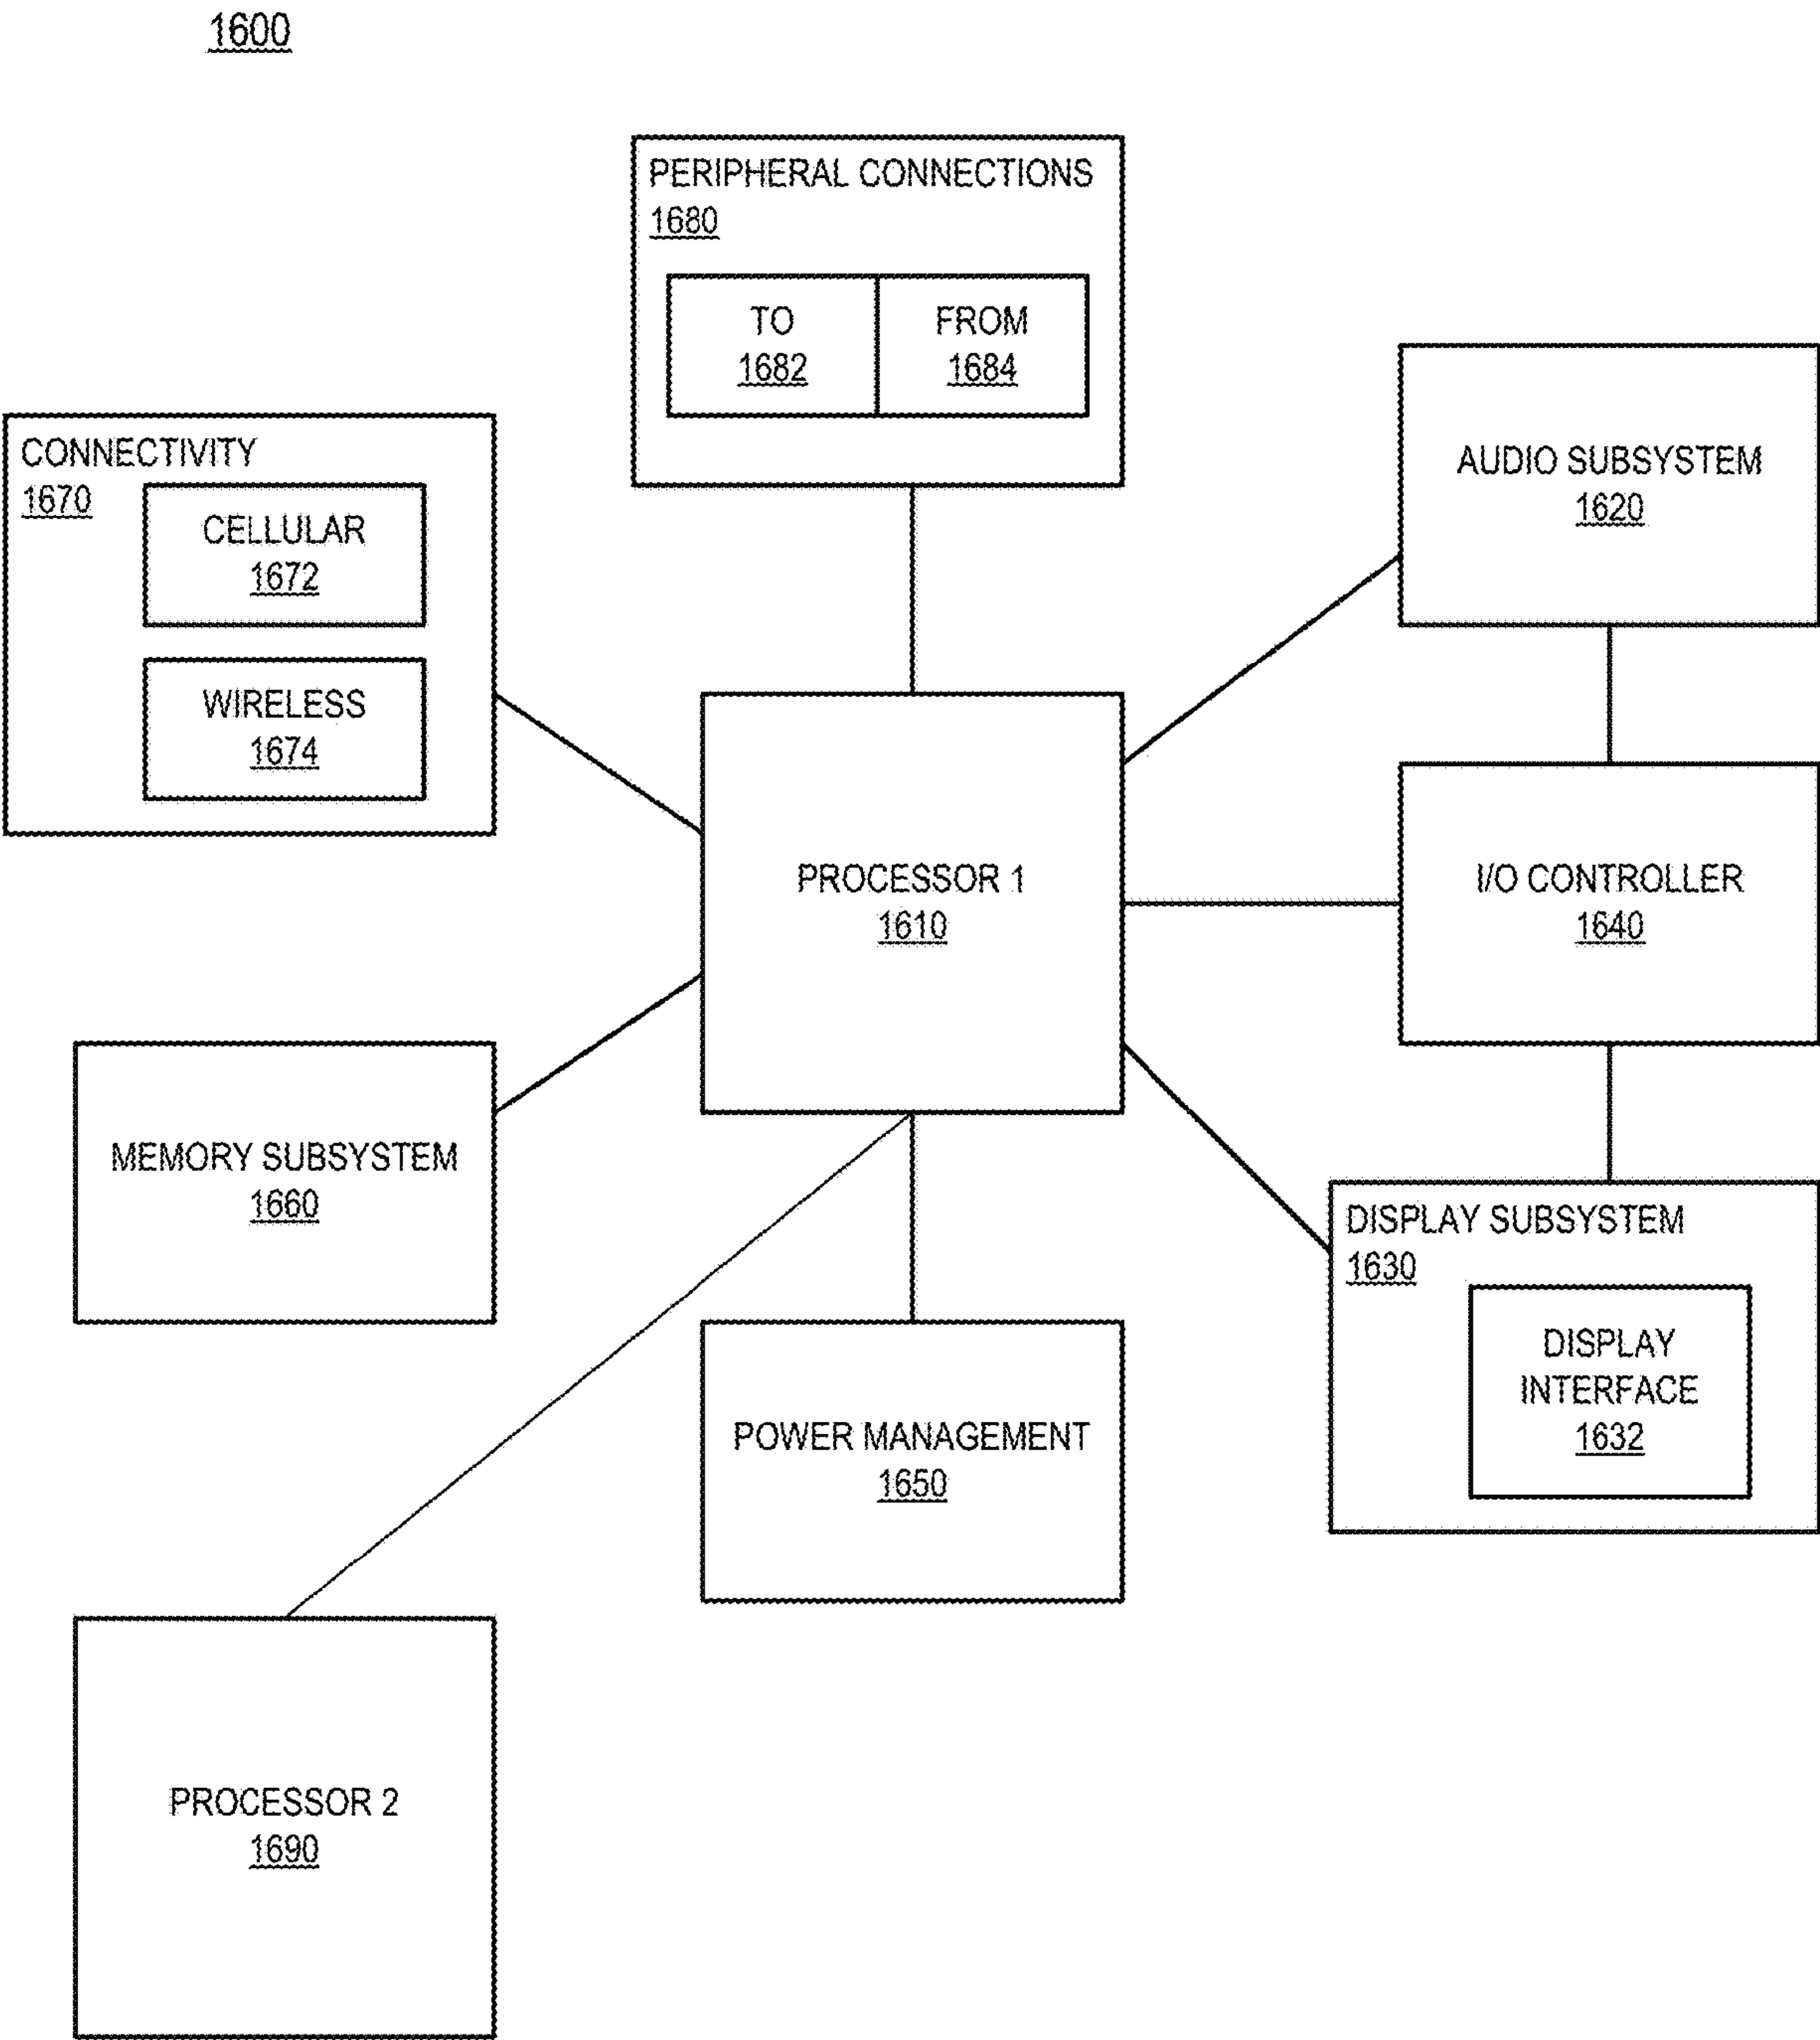 1600
PERIPHERAL CONNECTIONS
1680
TO
1682
FROM
1684
CONNECTIVITY
1670
CELLULAR
1672
WIRELESS
1674
AUDIO SUBSYSTEM
1620
PROCESSOR 1
1610
I/O CONTROLLER
1640
MEMORY SUBSYSTEM
1660
DISPLAY SUBSYSTEM
1630
DISPLAY
INTERFACE
1632
POWER MANAGEMENT
1650
PROCESSOR 2
1690